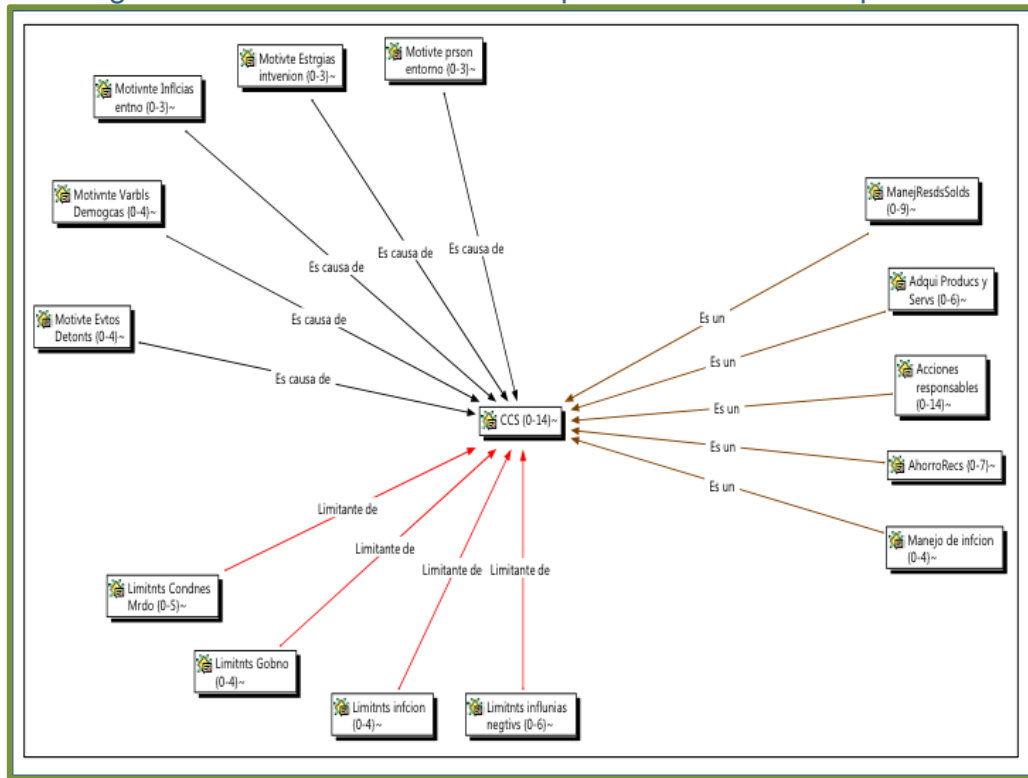 Motivte prson
entorno (0-3)~
Motivte Estrgias
intvenion (0-3)~
Motivnte Inflcias
entno (0-3)~
Motivnte Varbls
Demogcas (0-4)~
Motivte Evtos
Detonts (0-4)~
ManejResdsSolds
(0-9)~
Adqui Producs y
Servs (0-6)~
Acciones
responsables
(0-14)~
AhorroRecs (0-7)~
Manejo de infcion
(0-4)~
Es causa de
Es causa de
Es causa de
Es causa de
Es causa de
Es un
Es un
Es un
Es un
Es un
CCS (0-14)~
Limitante de
Limitante de
Limitante de
Limitante de
Limitnts Condnes
Mrdo (0-5)~
Limitnts Gobno
(0-4)~
Limitnts infcion
(0-4)~
Limitnts influnias
negtivs (0-6)~